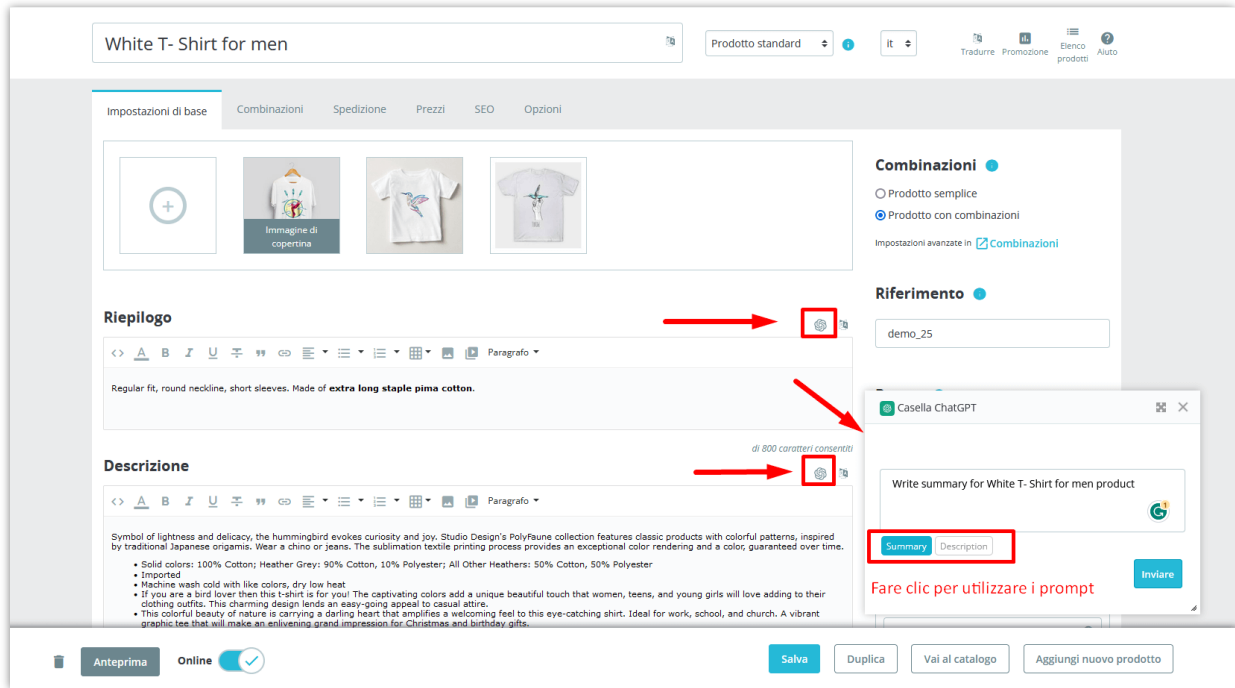 White T- Shirt for men
Prodotto standard
it
Tradurre
Promozione
Elenco
prodotti
Aiuto
Impostazioni di base
Combinazioni
Spedizione
Prezzi
SEO
Opzioni
Immagine di
copertina
Combinazioni
Prodotto semplice
Prodotto con combinazioni
Impostazioni avanzate in Combinazioni
Riferimento
demo_25
Riepilogo
Paragrafo
Regular fit, round neckline, short sleeves. Made of extra long staple pima cotton.
di 800 caratteri consentiti
Descrizione
Paragrafo
Symbol of lightness and delicacy, the hummingbird evokes curiosity and joy. Studio Design's PolyFaune collection features classic products with colorful patterns, inspired
by traditional Japanese origamis. Wear a chino or jeans. The sublimation textile printing process provides an exceptional color rendering and a color, guaranteed over time.
• Solid colors: 100% Cotton; Heather Grey: 90% Cotton, 10% Polyester; All Other Heathers: 50% Cotton, 50% Polyester
• Imported
• Machine wash cold with like colors, dry low heat
• If you are a bird lover then this t-shirt is for you! The captivating colors add a unique beautiful touch that women, teens, and young girls will love adding to their
clothing outfits. This charming design lends an easy-going appeal to casual attire.
• This colorful beauty of nature is carrying a darling heart that amplifies a welcoming feel to this eye-catching shirt. Ideal for work, school, and church. A vibrant
graphic tee that will make an enlivening grand impression for Christmas and birthday gifts.
Casella ChatGPT
Write summary for White T- Shirt for men product
1
Summary
Description
Inviare
Fare clic per utilizzare i prompt
Anteprima
Online
Salva
Duplica
Vai al catalogo
Aggiungi nuovo prodotto